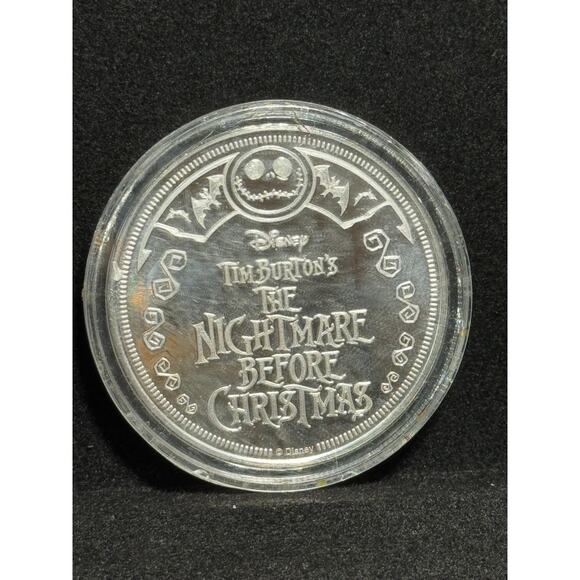 Disney
Tim Burton's
The
Nightmare
Before
Christmas
© Disney